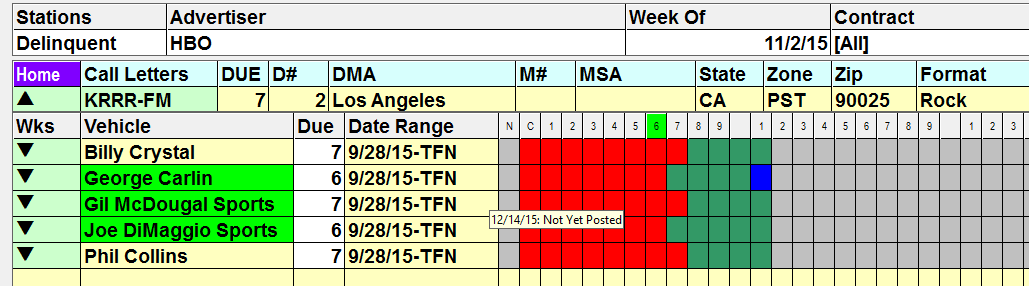 Stations Advertiser Week Of Contract
Delinquent HBO 11/2/15 [All]
Home Call Letters DUE D# DMA M# MSA State Zone Zip Format
▲ KRRR-FM 7 2 Los Angeles CA PST 90025 Rock
Wks Vehicle Due Date Range N C 1 2 3 4 5 6 7 8 9 1 2 3 4 5 6 7 8 9 1 2 3
▼ Billy Crystal 7 9/28/15-TFN
▼ George Carlin 6 9/28/15-TFN
▼ Gil McDougal Sports 7 9/28/15-TFN
12/14/15: Not Yet Posted
▼ Joe DiMaggio Sports 6 9/28/15-TFN
▼ Phil Collins 7 9/28/15-TFN